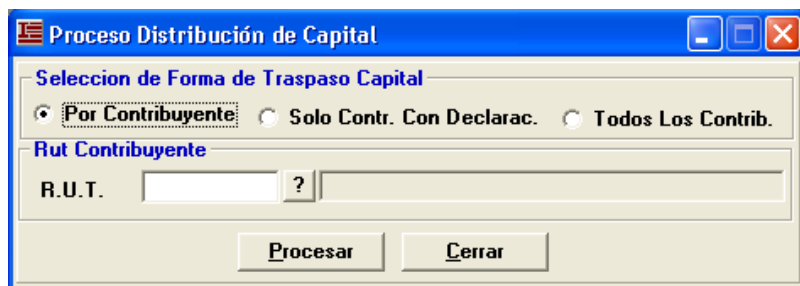 Proceso Distribución de Capital
Seleccion de Forma de Traspaso Capital
Por Contribuyente Solo Contr. Con Declarac. Todos Los Contrib.
Rut Contribuyente
R.U.T. ?
Procesar Cerrar